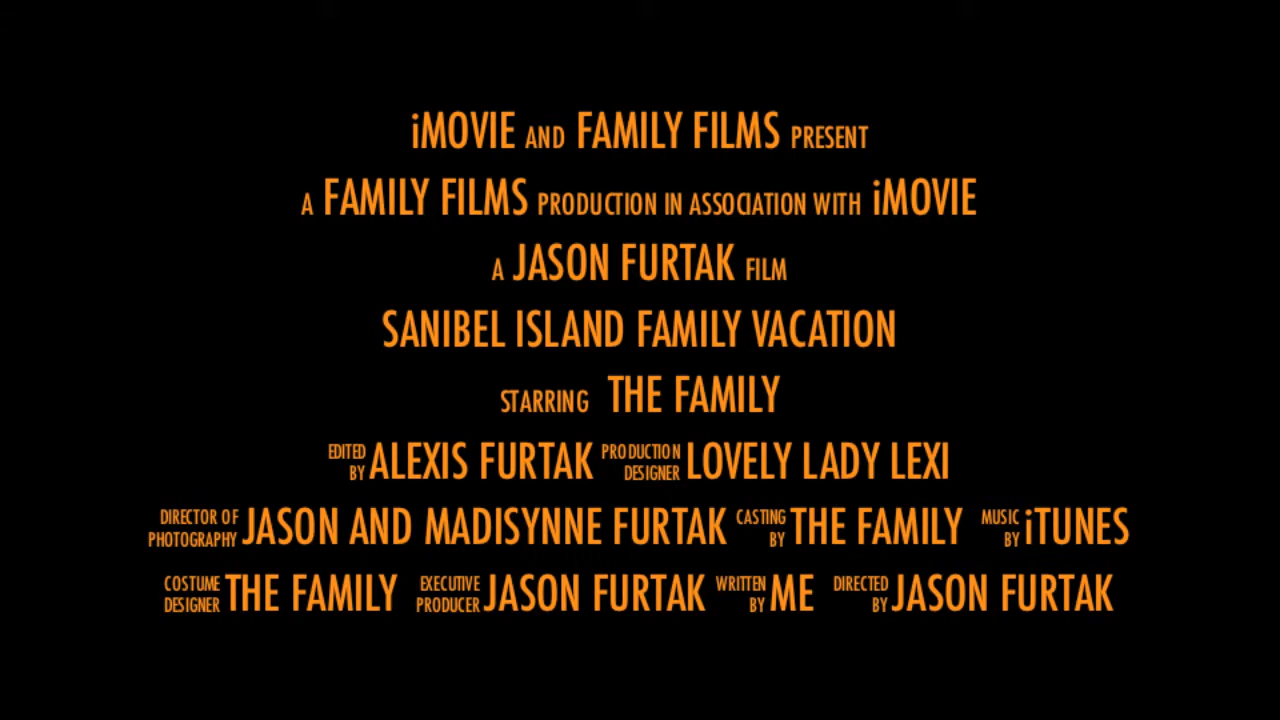 iMOVIE AND FAMILY FILMS PRESENT
A FAMILY FILMS PRODUCTION IN ASSOCIATION WITH iMOVIE
A JASON FURTAK FILM
SANIBEL ISLAND FAMILY VACATION
STARRING THE FAMILY
EDITED BY ALEXIS FURTAK PRODUCTION DESIGNER LOVELY LADY LEXI
DIRECTOR OF PHOTOGRAPHY JASON AND MADISYNNE FURTAK CASTING BY THE FAMILY MUSIC BY iTUNES
COSTUME DESIGNER THE FAMILY EXECUTIVE PRODUCER JASON FURTAK WRITTEN BY ME DIRECTED BY JASON FURTAK